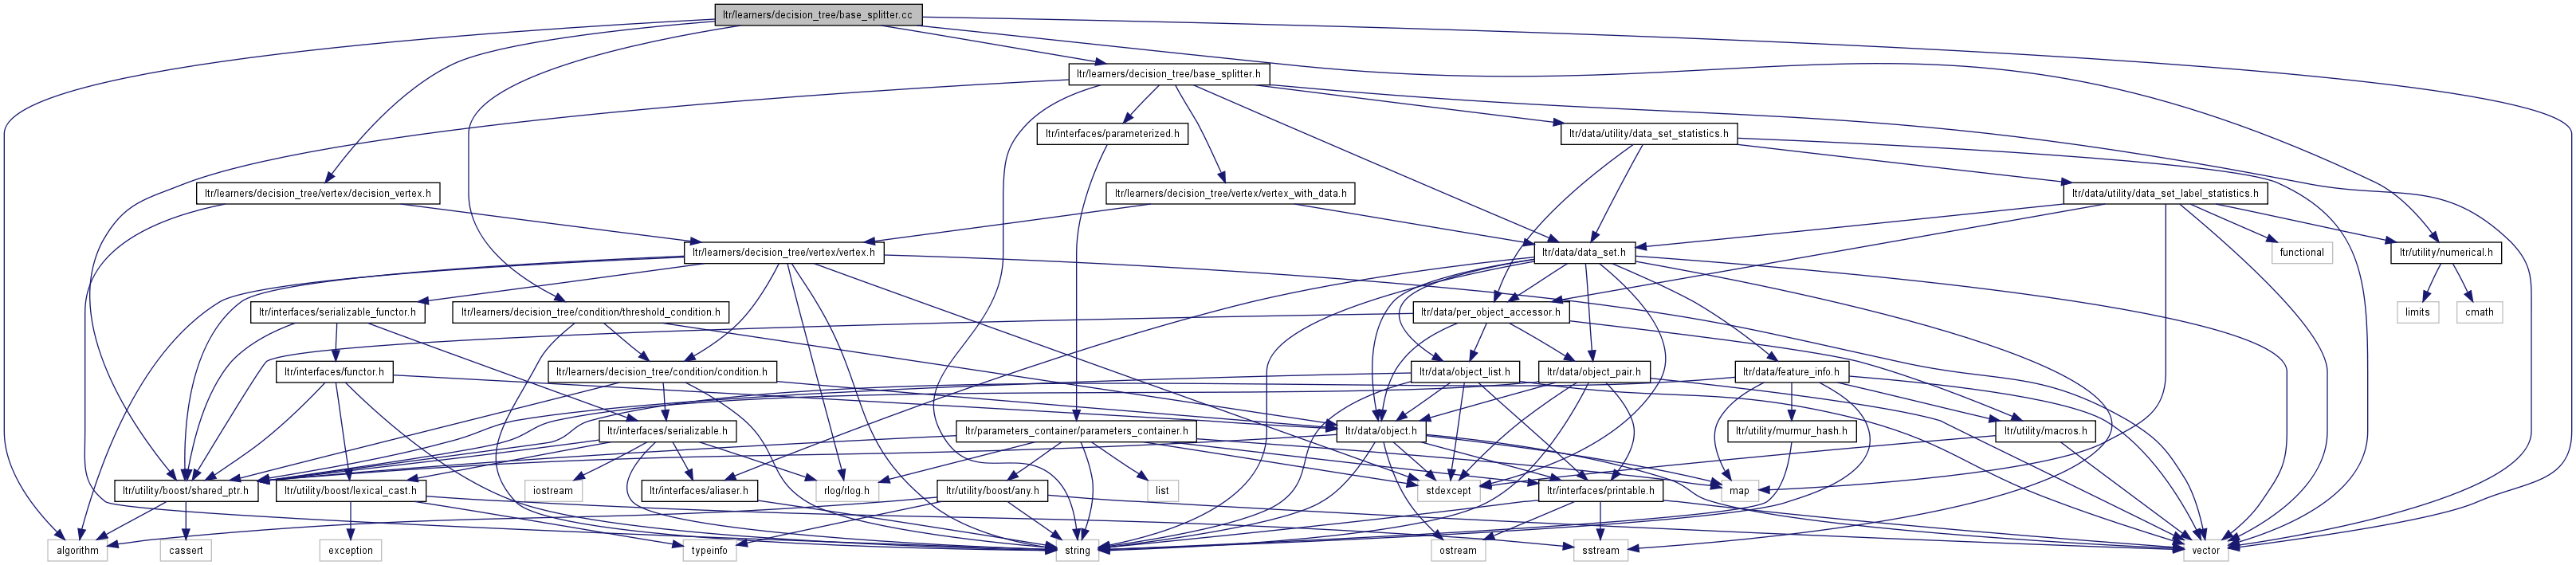 ltr/learners/decision_tree/base_splitter.cc
ltr/learners/decision_tree/base_splitter.h
ltr/interfaces/parameterized.h
ltr/data/utility/data_set_statistics.h
ltr/learners/decision_tree/vertex/decision_vertex.h
ltr/learners/decision_tree/vertex/vertex_with_data.h
ltr/data/utility/data_set_label_statistics.h
ltr/learners/decision_tree/vertex/vertex.h
ltr/data/data_set.h
functional
ltr/utility/numerical.h
ltr/interfaces/serializable_functor.h
ltr/learners/decision_tree/condition/threshold_condition.h
ltr/data/per_object_accessor.h
limits
cmath
ltr/interfaces/functor.h
ltr/learners/decision_tree/condition/condition.h
ltr/data/object_list.h
ltr/data/object_pair.h
ltr/data/feature_info.h
ltr/interfaces/serializable.h
ltr/parameters_container/parameters_container.h
ltr/data/object.h
ltr/utility/murmur_hash.h
ltr/utility/macros.h
ltr/utility/boost/shared_ptr.h
ltr/utility/boost/lexical_cast.h
iostream
ltr/interfaces/aliaser.h
rlog/rlog.h
ltr/utility/boost/any.h
list
stdexcept
ltr/interfaces/printable.h
map
algorithm
cassert
exception
typeinfo
string
sstream
ostream
vector